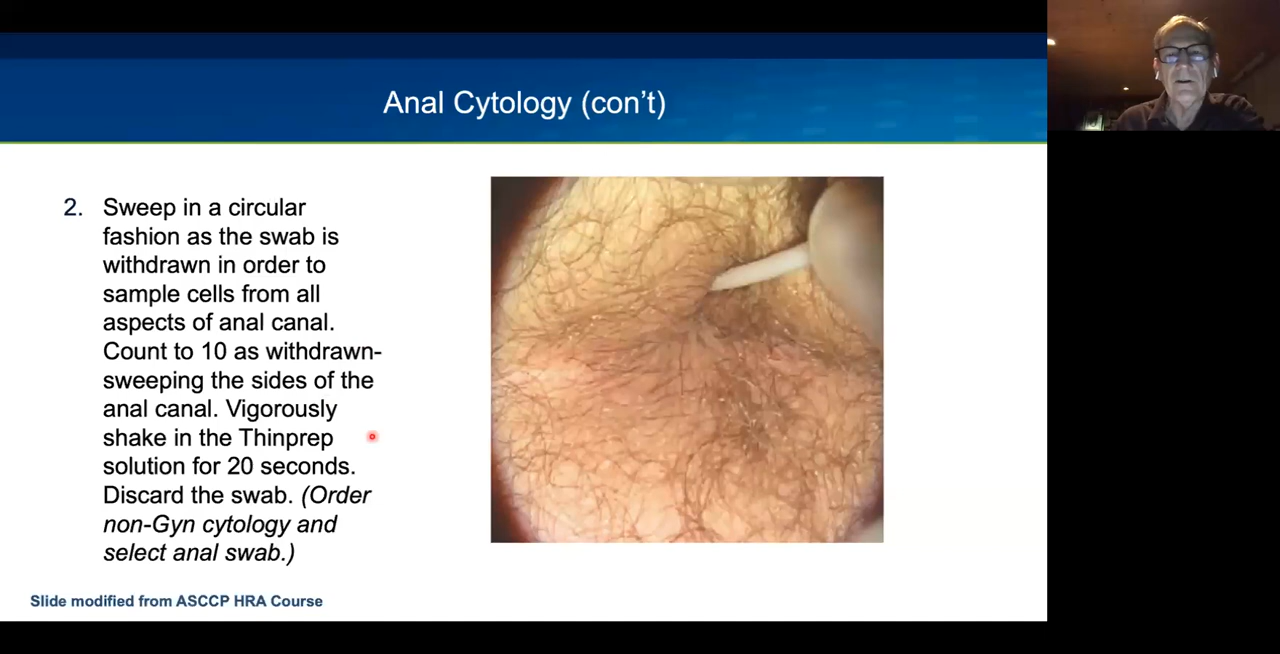 Anal Cytology (con’t)
2. Sweep in a circular
fashion as the swab is
withdrawn in order to
sample cells from all
aspects of anal canal.
Count to 10 as withdrawn-
sweeping the sides of the
anal canal. Vigorously
shake in the Thinprep
solution for 20 seconds.
Discard the swab. (Order
non-Gyn cytology and
select anal swab.)
Slide modified from ASCCP HRA Course